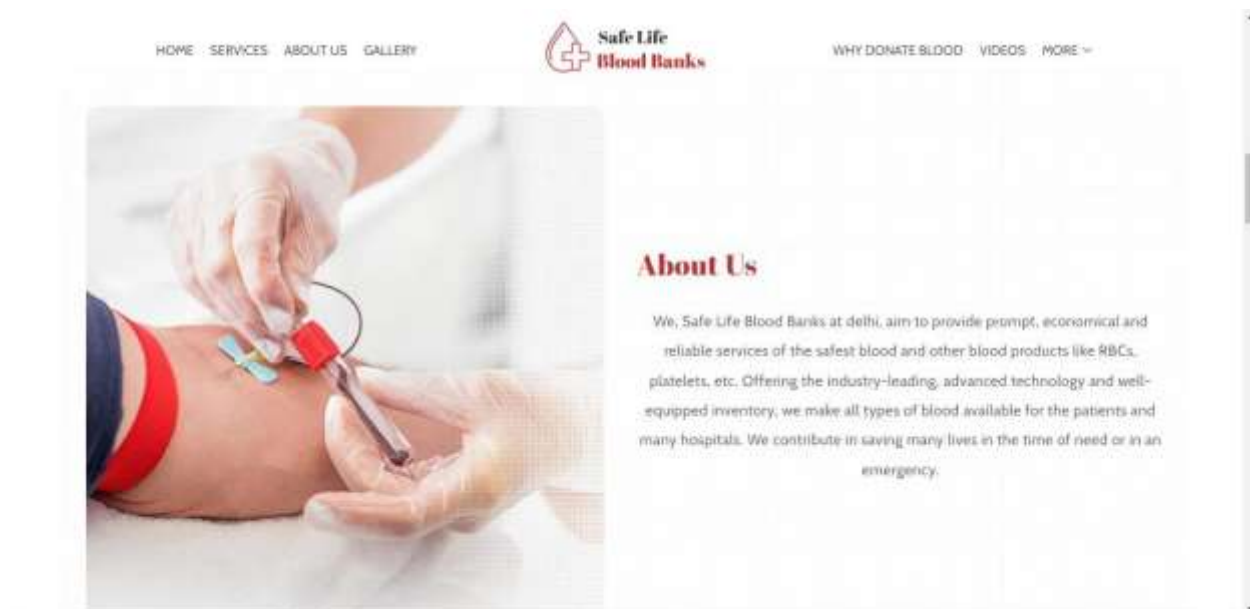 HOME SERVICES ABOUT US GALLERY
Safe Life
Blood Banks
WHY DONATE BLOOD VIDEOS MORE
About Us
We, Safe Life Blood Banks at delhi, aim to provide prompt, economical and
reliable services of the safest blood and other blood products like RBCs,
platelets, etc. Offering the industry-leading, advanced technology and well-
equipped inventory, we make all types of blood available for the patients and
many hospitals. We contribute in saving many lives in the time of need or in an
emergency.